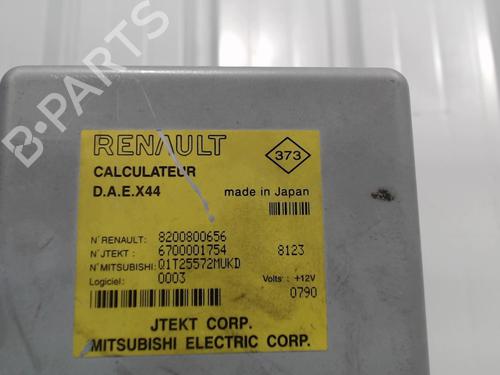 B-PARTS
RENAULT
373
CALCULATEUR
D.A.E.X44
made in Japan
N°RENAULT: 8200800656
N°JTEKT: 6700001754 8123
N°MITSUBISHI: Q1T25572MUKD
Logiciel: 0003 Volts: +12V
0790
JTEKT CORP.
MITSUBISHI ELECTRIC CORP.